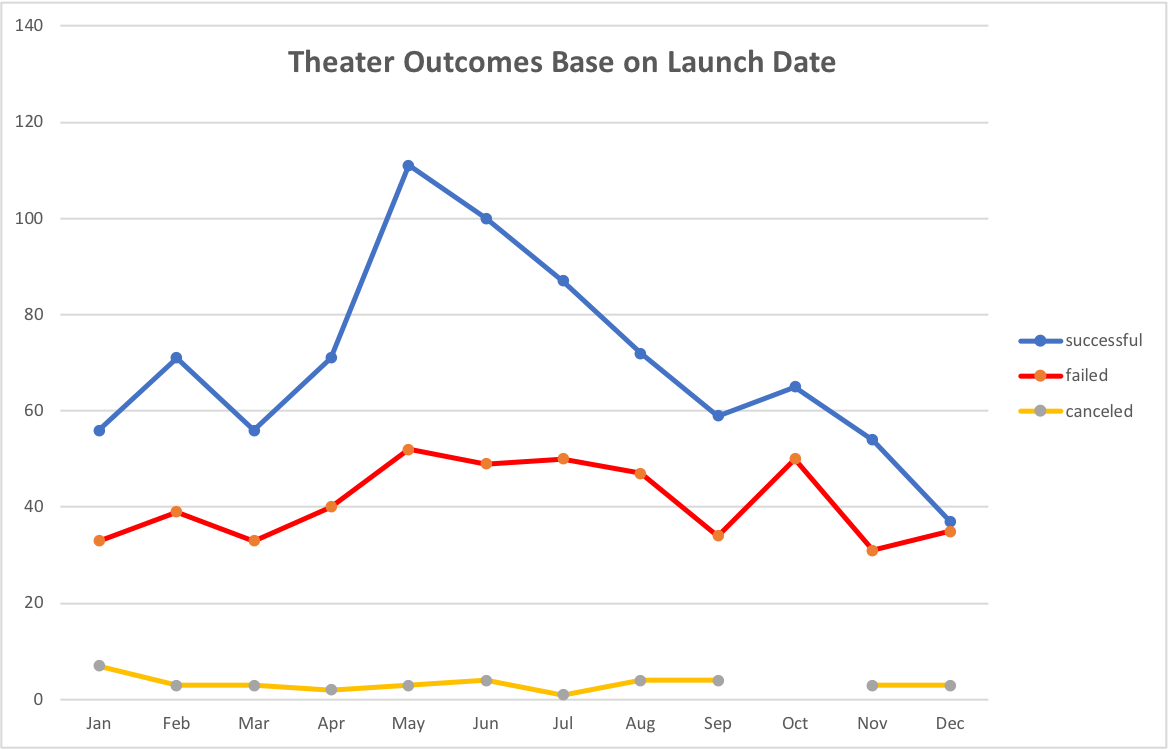 Theater Outcomes Base on Launch Date
140
120
100
80
60
40
20
0
Jan Feb Mar Apr May Jun Jul Aug Sep Oct Nov Dec
successful
failed
canceled